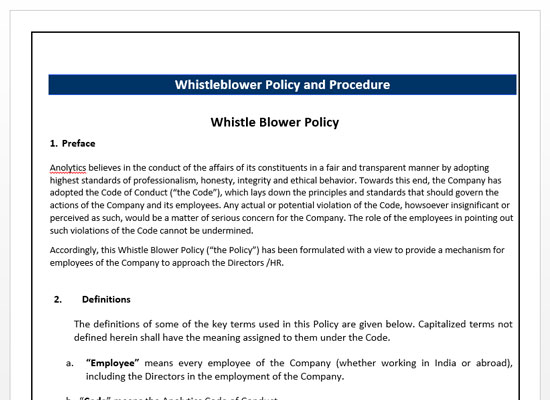 Whistleblower Policy and Procedure
Whistle Blower Policy
1. Preface
Anolytics believes in the conduct of the affairs of its constituents in a fair and transparent manner by adopting
highest standards of professionalism, honesty, integrity and ethical behavior. Towards this end, the Company has
adopted the Code of Conduct (“the Code”), which lays down the principles and standards that should govern the
actions of the Company and its employees. Any actual or potential violation of the Code, howsoever insignificant or
perceived as such, would be a matter of serious concern for the Company. The role of the employees in pointing out
such violations of the Code cannot be undermined.
Accordingly, this Whistle Blower Policy (“the Policy”) has been formulated with a view to provide a mechanism for
employees of the Company to approach the Directors /HR.
2. Definitions
The definitions of some of the key terms used in this Policy are given below. Capitalized terms not
defined herein shall have the meaning assigned to them under the Code.
a. “Employee” means every employee of the Company (whether working in India or abroad),
including the Directors in the employment of the Company.
b. “Code” means the Anolytics Code of Conduct